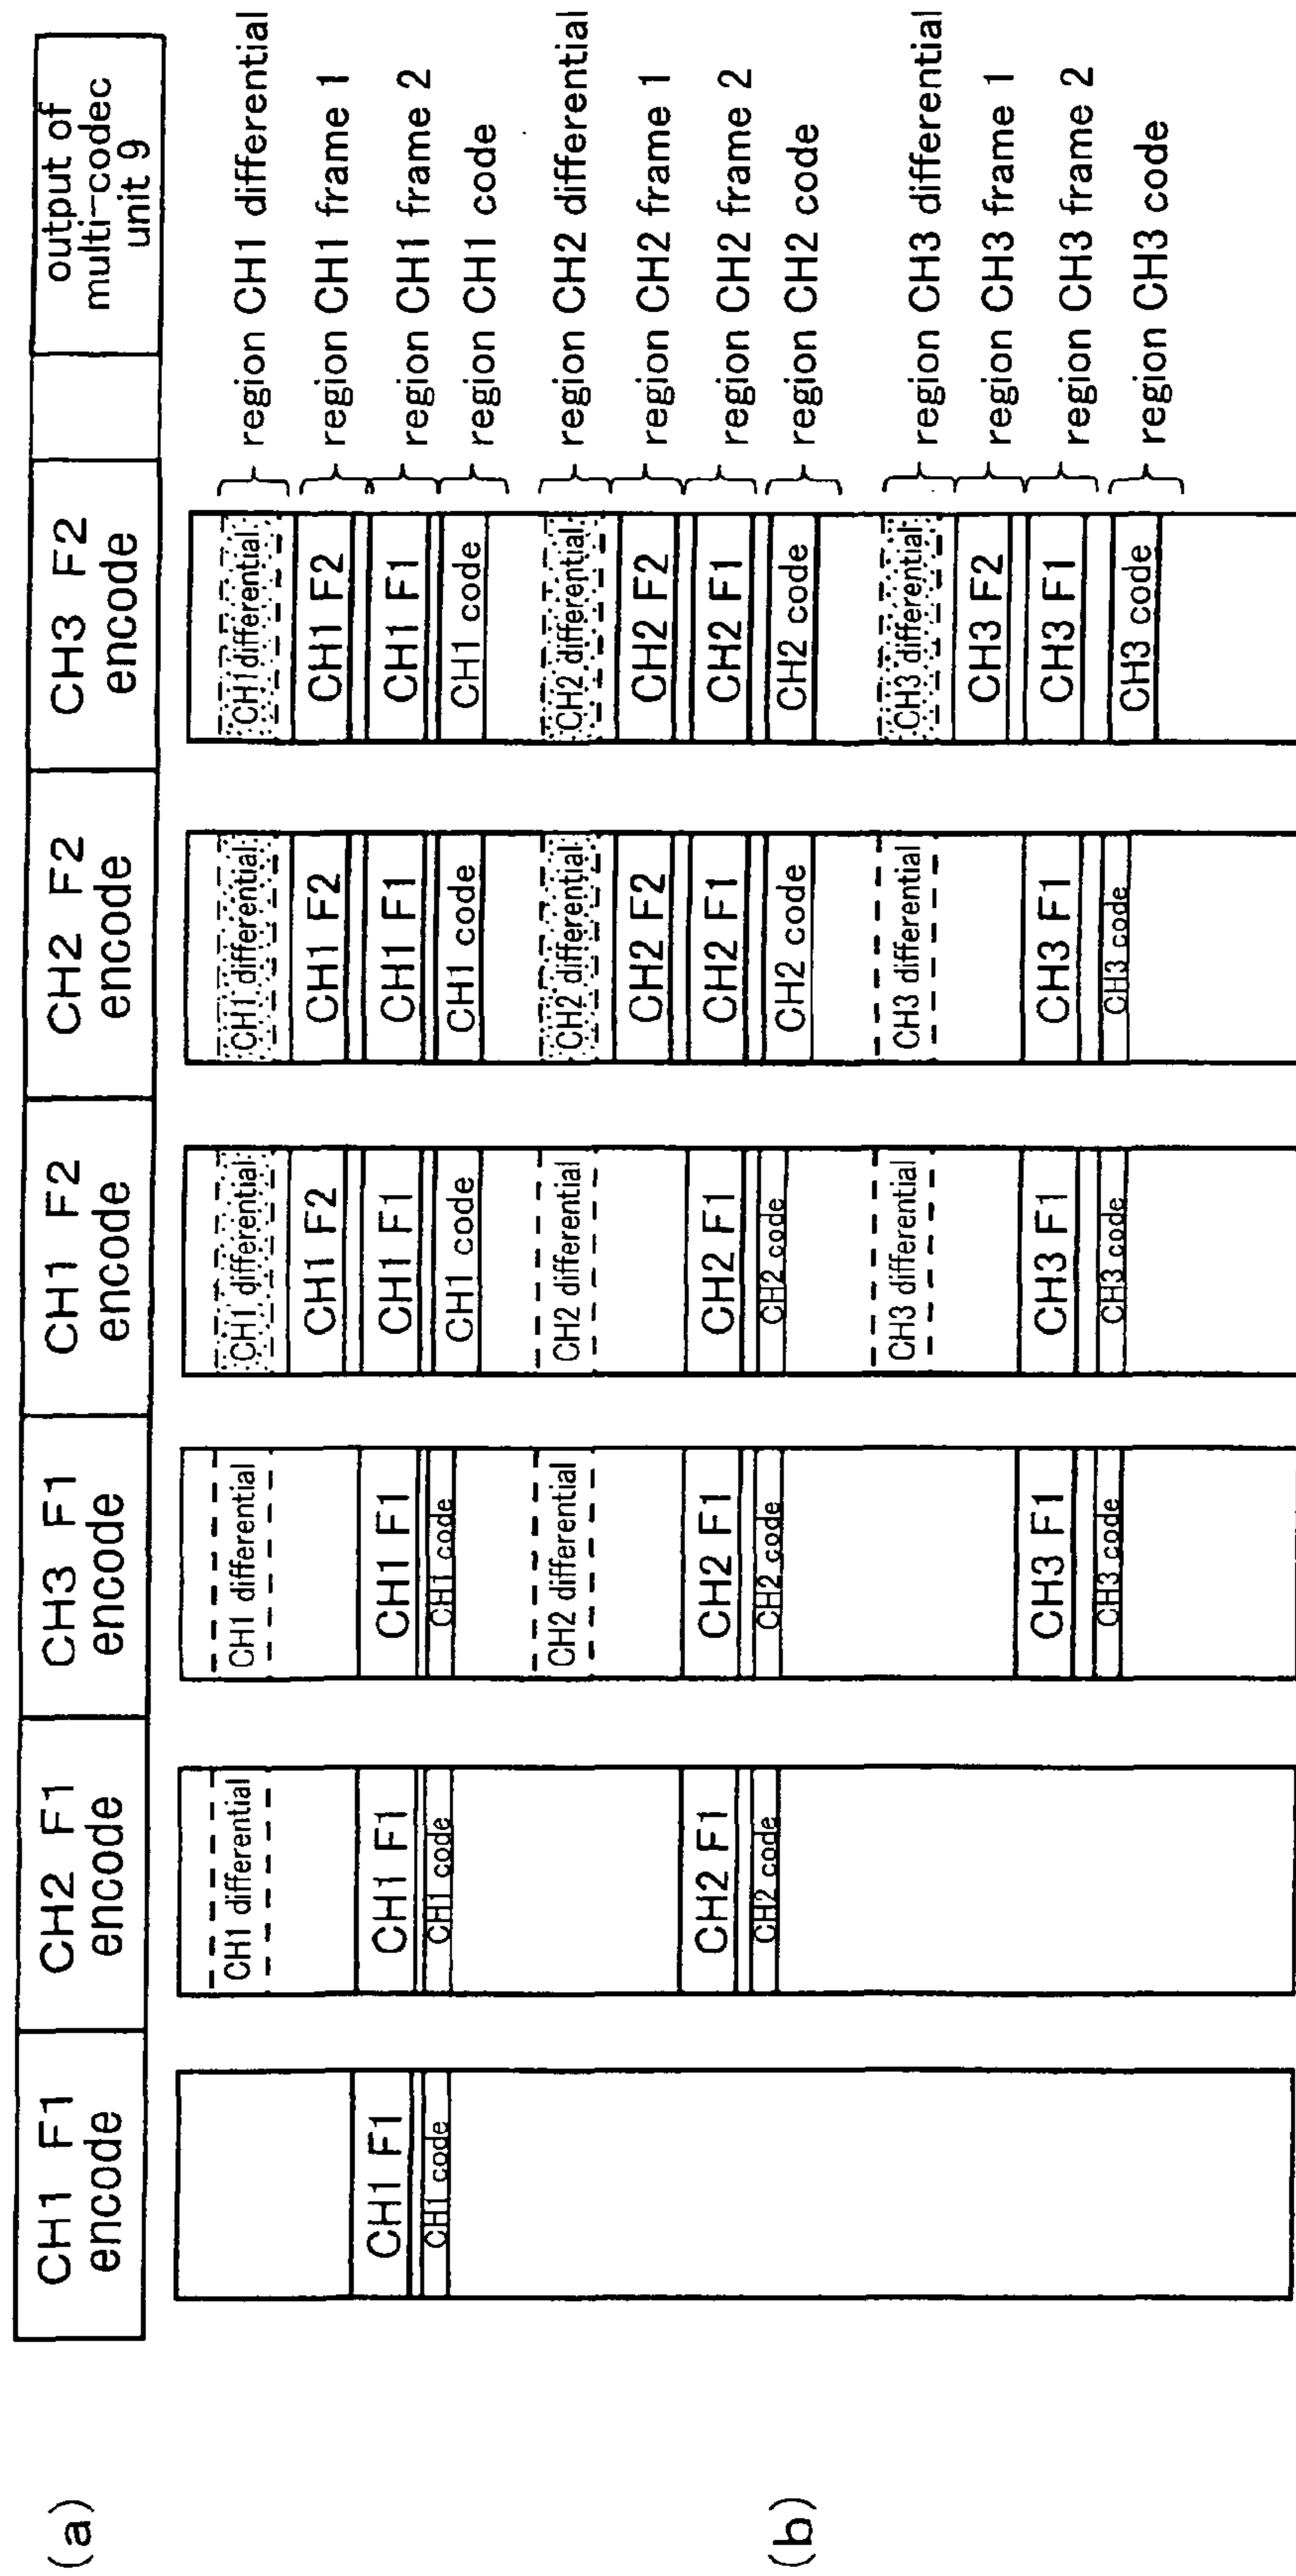 (a)
CH1 F1
encode
CH2 F1
encode
CH3 F1
encode
CH1 F2
encode
CH2 F2
encode
CH3 F2
encode
output of
multi-codec
unit 9
(b)
CH1 F1
CH1 code
CH1 differential
CH1 F1
CH1 code
CH2 F1
CH2 code
CH1 differential
CH1 F1
CH1 code
CH2 differential
CH2 F1
CH2 code
CH3 F1
CH3 code
CH1 differential
CH1 F2
CH1 F1
CH1 code
CH2 differential
CH2 F1
CH2 code
CH3 differential
CH3 F1
CH3 code
CH1 differential
CH1 F2
CH1 F1
CH1 code
CH2 differential
CH2 F2
CH2 F1
CH2 code
CH3 differential
CH3 F1
CH3 code
CH1 differential
CH1 F2
CH1 F1
CH1 code
CH2 differential
CH2 F2
CH2 F1
CH2 code
CH3 differential
CH3 F2
CH3 F1
CH3 code
region CH1 differential
region CH1 frame 1
region CH1 frame 2
region CH1 code
region CH2 differential
region CH2 frame 1
region CH2 frame 2
region CH2 code
region CH3 differential
region CH3 frame 1
region CH3 frame 2
region CH3 code